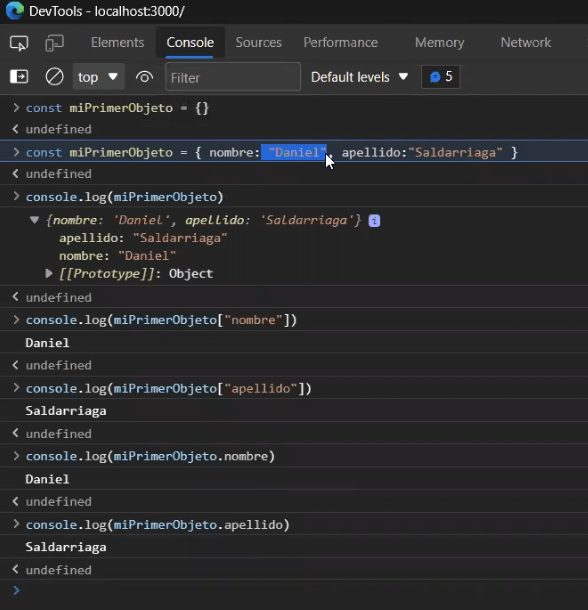 DevTools - localhost:3000/
Elements Console Sources Performance Memory Network
top Filter Default levels 5
> const miPrimerObjeto = {}
< undefined
> const miPrimerObjeto = { nombre: "Daniel", apellido:"Saldarriaga" }
< undefined
> console.log(miPrimerObjeto)
{nombre: 'Daniel', apellido: 'Saldarriaga'} i
apellido: "Saldarriaga"
nombre: "Daniel"
[[Prototype]]: Object
< undefined
> console.log(miPrimerObjeto["nombre"])
Daniel
< undefined
> console.log(miPrimerObjeto["apellido"])
Saldarriaga
< undefined
> console.log(miPrimerObjeto.nombre)
Daniel
< undefined
> console.log(miPrimerObjeto.apellido)
Saldarriaga
< undefined
>